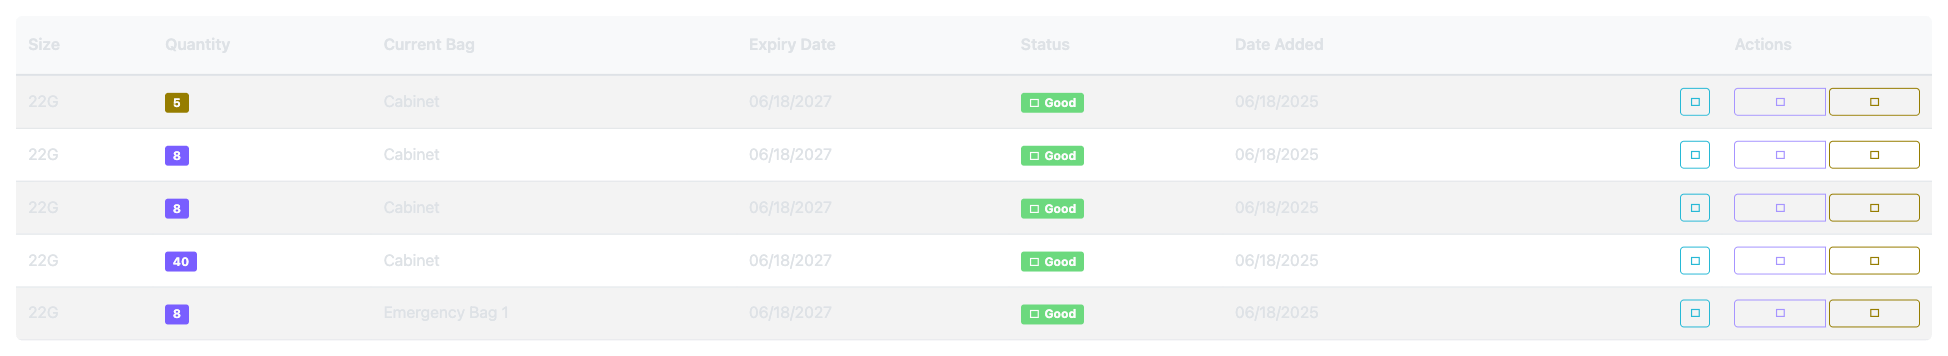 Size Quantity Current Bag Expiry Date Status Date Added Actions
22G 5 Cabinet 06/18/2027 Good 06/18/2025
22G 8 Cabinet 06/18/2027 Good 06/18/2025
22G 8 Cabinet 06/18/2027 Good 06/18/2025
22G 40 Cabinet 06/18/2027 Good 06/18/2025
22G 8 Emergency Bag 1 06/18/2027 Good 06/18/2025